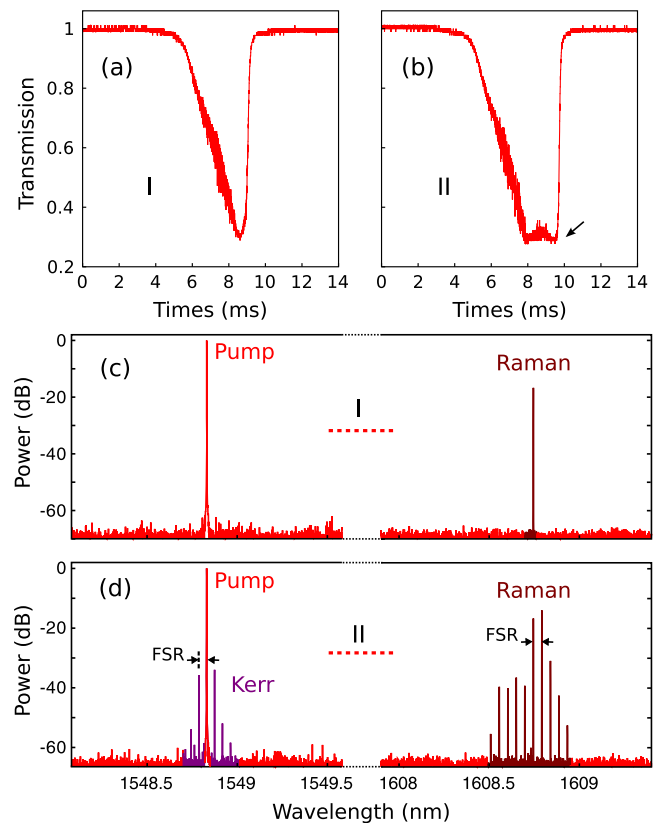 1
0.8
0.6
0.4
0.2
Transmission
(a)
I
0 2 4 6 8 10 12 14
Times (ms)
(b)
II
0 2 4 6 8 10 12 14
Times (ms)
0
-20
-40
-60
Power (dB)
(c)
Pump
I
Raman
0
-20
-40
-60
Power (dB)
(d)
Pump
FSR
Kerr
II
Raman
FSR
1548.5 1549 1549.5 1608 1608.5 1609
Wavelength (nm)